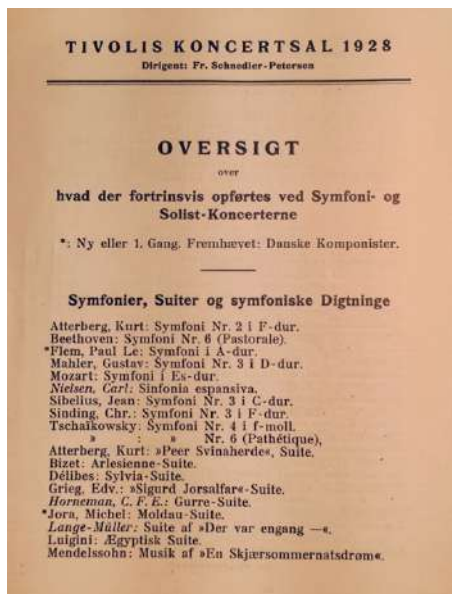 TIVOLIS KONCERTSAL 1928
Dirigent: Fr. Schnedler-Petersen
OVERSIGT
over
hvad der fortrinsvis opførtes ved Symfoni- og
Solist-Koncerterne
*: Ny eller 1. Gang. Fremhævet: Danske Komponister.
Symfonier, Suiter og symfoniske Digtninge
Atterberg, Kurt: Symfoni Nr. 2 i F-dur.
Beethoven: Symfoni Nr. 6 (Pastorale).
*Flem, Paul Le: Symfoni i A-dur.
Mahler, Gustav: Symfoni Nr. 3 i D-dur.
Mozart: Symfoni i Es-dur.
Nielsen, Carl: Sinfonia espansiva.
Sibelius, Jean: Symfoni Nr. 3 i C-dur.
Sinding, Chr.: Symfoni Nr. 3 i F-dur.
Tschaïkowsky: Symfoni Nr. 4 i f-moll.
» : » Nr. 6 (Pathétique),
Atterberg, Kurt: »Peer Svinaherde«, Suite.
Bizet: Arlesienne-Suite.
Délibes: Sylvia-Suite.
Grieg, Edv.: »Sigurd Jorsalfar«-Suite.
Horneman, C. F. E.: Gurre-Suite.
*Jora, Michel: Moldau-Suite.
Lange-Müller: Suite af »Der var engang —«.
Luigini: Ægyptisk Suite.
Mendelssohn: Musik af »En Skjærsommernatsdrøm«.